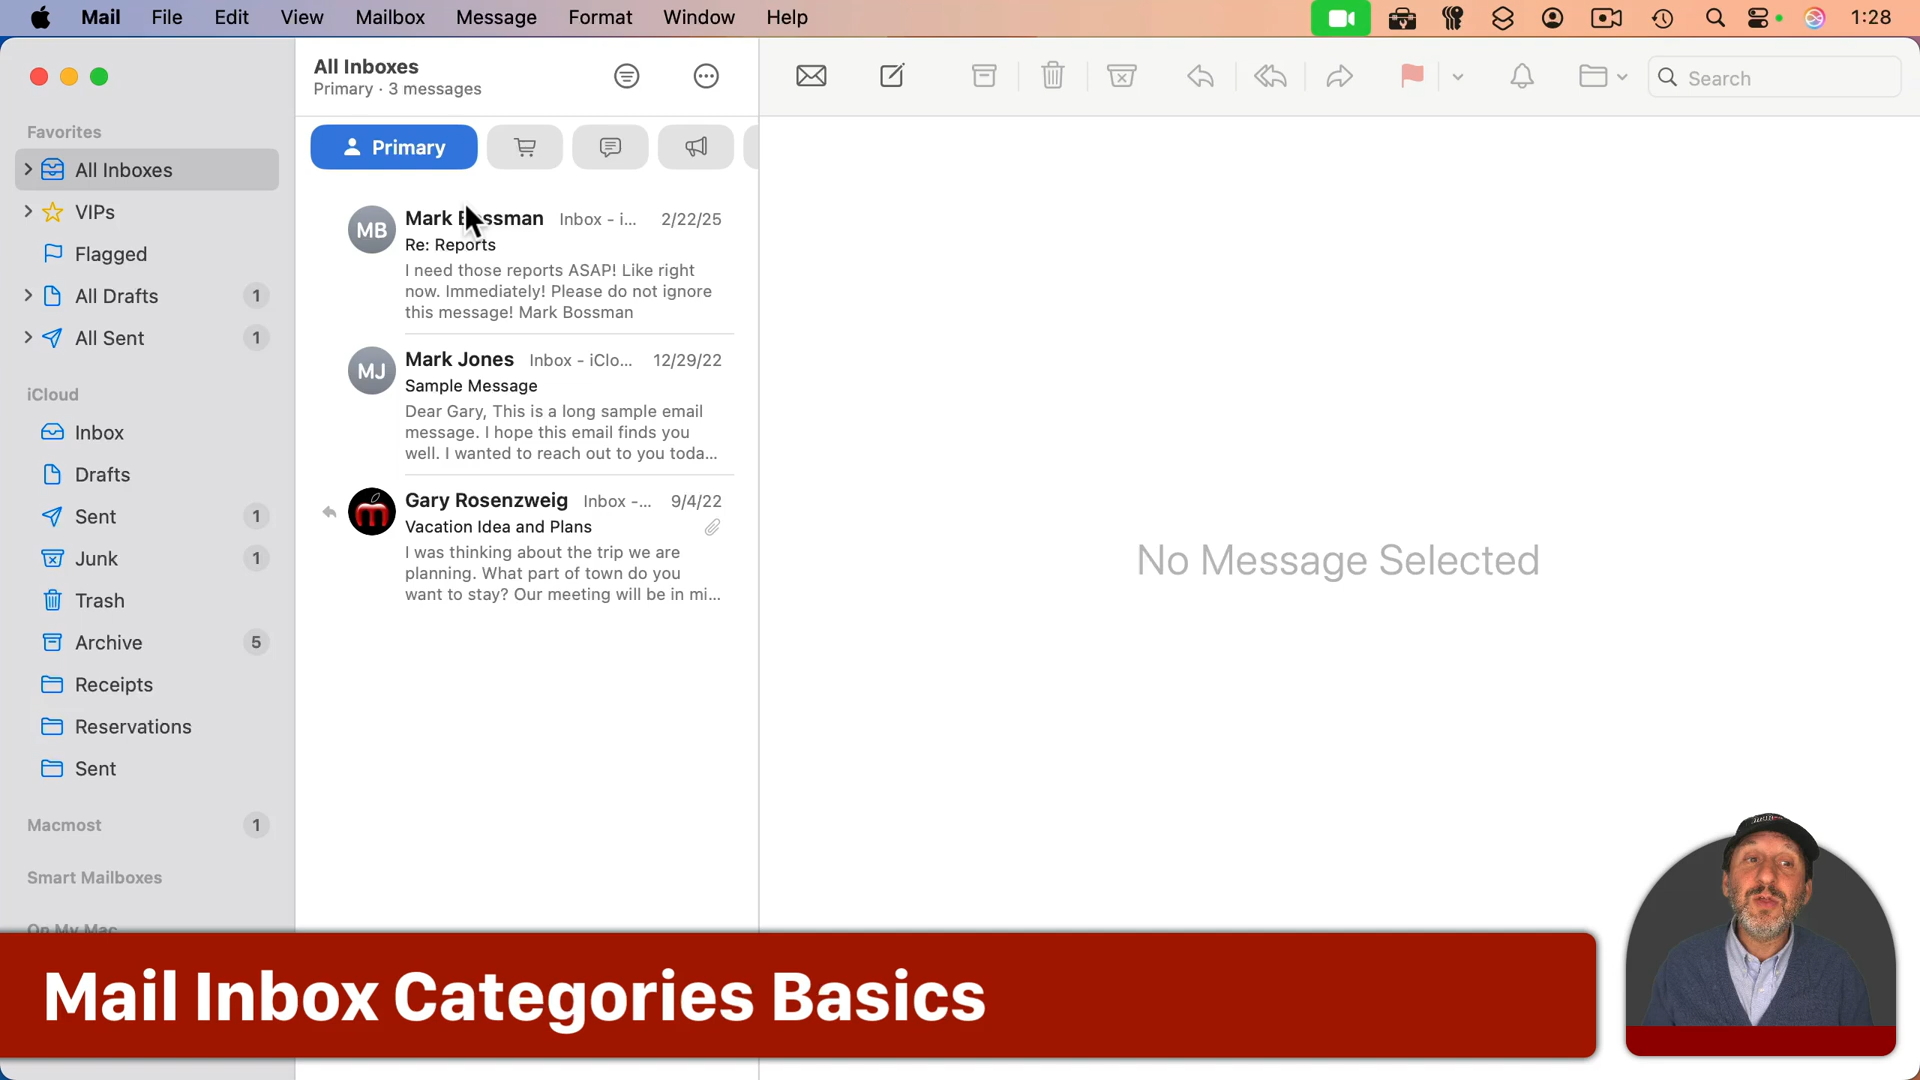 Mail File Edit View Mailbox Message Format Window Help 1:28
All Inboxes
Primary · 3 messages
Search
Favorites
All Inboxes
VIPs
Flagged
All Drafts 1
All Sent 1
iCloud
Inbox
Drafts
Sent 1
Junk 1
Trash
Archive 5
Receipts
Reservations
Sent
Macmost 1
Smart Mailboxes
On My Mac
Primary
MB
Mark Bossman Inbox - i... 2/22/25
Re: Reports
I need those reports ASAP! Like right
now. Immediately! Please do not ignore
this message! Mark Bossman
MJ
Mark Jones Inbox - iClo... 12/29/22
Sample Message
Dear Gary, This is a long sample email
message. I hope this email finds you
well. I wanted to reach out to you toda...
Gary Rosenzweig Inbox -... 9/4/22
Vacation Idea and Plans
I was thinking about the trip we are
planning. What part of town do you
want to stay? Our meeting will be in mi...
No Message Selected
Mail Inbox Categories Basics